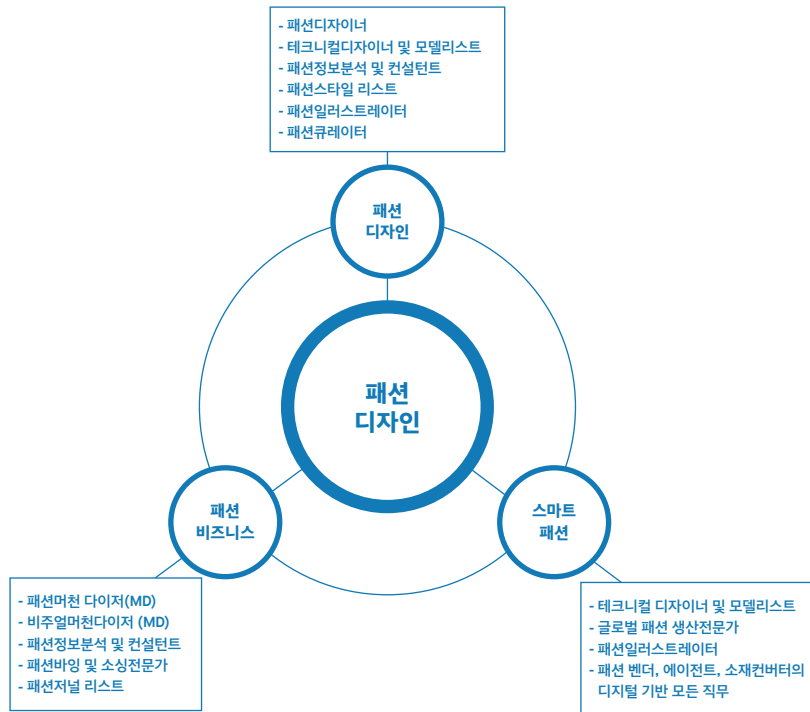 - 패션디자이너
- 테크니컬디자이너 및 모델리스트
- 패션정보분석 및 컨설턴트
- 패션스타일 리스트
- 패션일러스트레이터
- 패션큐레이터
패션
디자인
패션
디자인
패션
비즈니스
스마트
패션
- 패션머천 다이저(MD)
- 비주얼머천다이저 (MD)
- 패션정보분석 및 컨설턴트
- 패션바잉 및 소싱전문가
- 패션저널 리스트
- 테크니컬 디자이너 및 모델리스트
- 글로벌 패션 생산전문가
- 패션일러스트레이터
- 패션 벤더, 에이전트, 소재컨버터의
디지털 기반 모든 직무